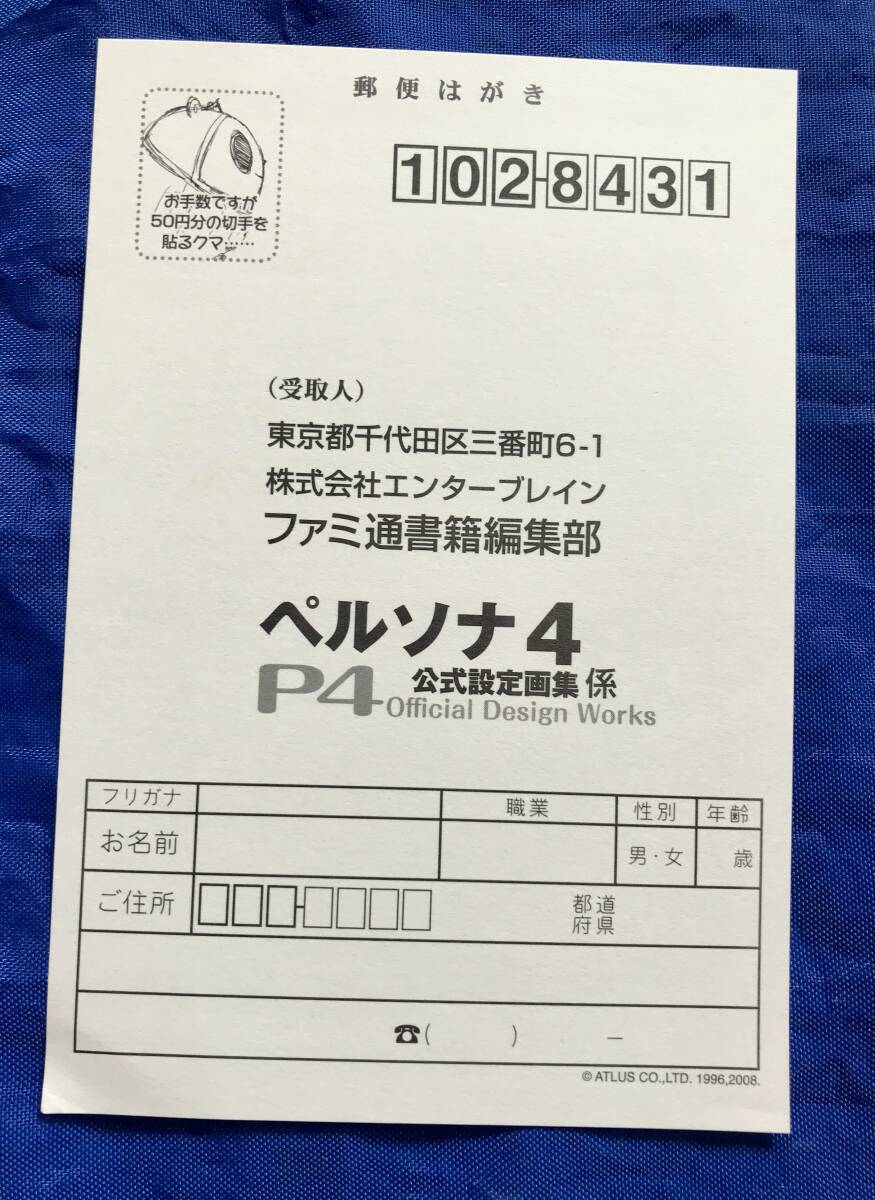 郵便はがき
102-8431
お手数ですが
50円分の切手を
貼るクマ……
(受取人)
東京都千代田区三番町6-1
株式会社エンターブレイン
ファミ通書籍編集部
ペルソナ4
公式設定画集 係
P4 Official Design Works
フリガナ 職業 性別 年齢
お名前 男・女 歳
ご住所 都道
府県
☎( ) −
© ATLUS CO.,LTD. 1996,2008.